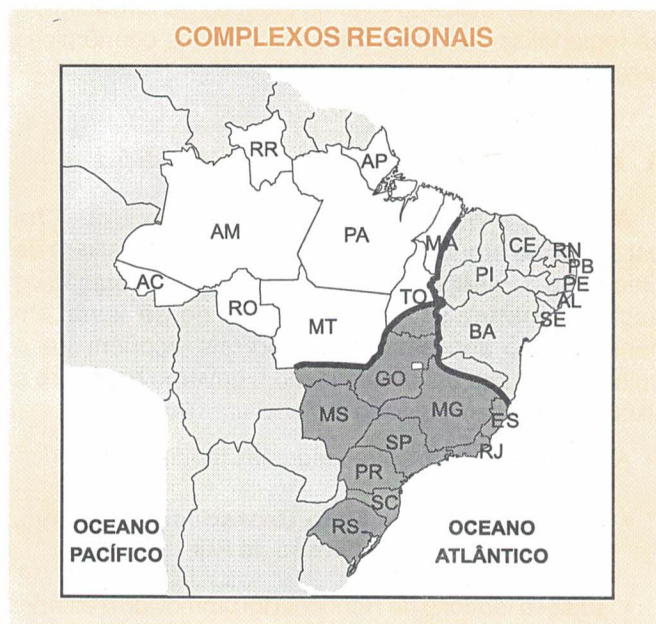 COMPLEXOS REGIONAIS
RR
AP
AM
PA
MA
CE
RN
PB
PI
PE
AC
TO
AL
RO
SE
MT
BA
GO
MS
MG
ES
SP
RJ
PR
SC
RS
OCEANO
PACÍFICO
OCEANO
ATLÂNTICO